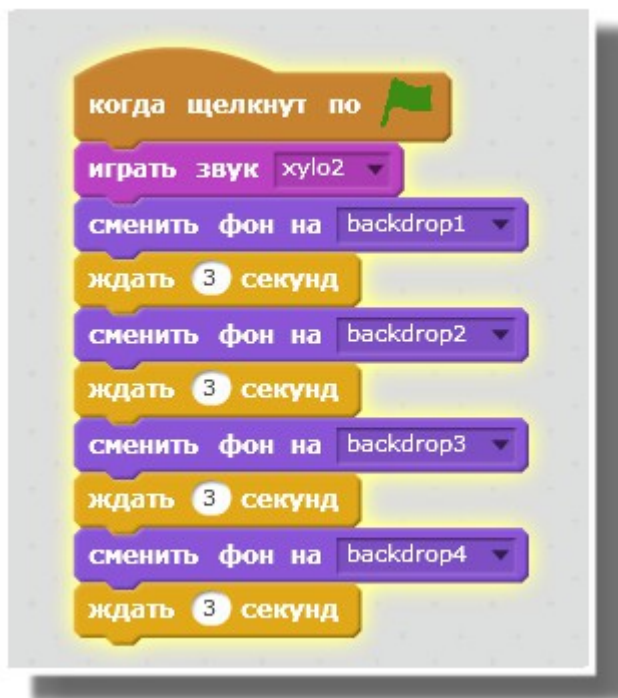 когда щелкнут по
играть звук xylo2
сменить фон на backdrop1
ждать 3 секунд
сменить фон на backdrop2
ждать 3 секунд
сменить фон на backdrop3
ждать 3 секунд
сменить фон на backdrop4
ждать 3 секунд